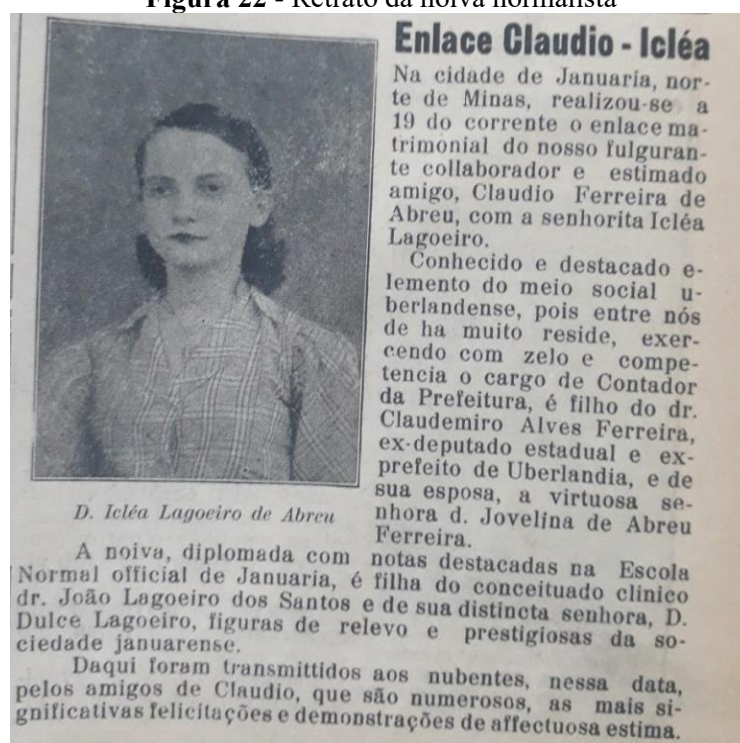 Figura 22 - Retrato da noiva normalista
Enlace Claudio - Icléa
Na cidade de Januaria, nor-
te de Minas, realizou-se a
19 do corrente o enlace ma-
trimonial do nosso fulguran-
te collaborador e estimado
amigo, Claudio Ferreira de
Abreu, com a senhorita Icléa
Lagoeiro.
Conhecido e destacado e-
lemento do meio social u-
berlandense, pois entre nós
de ha muito reside, exer-
cendo com zelo e compe-
tencia o cargo de Contador
da Prefeitura, é filho do dr.
Claudemiro Alves Ferreira,
ex-deputado estadual e ex-
prefeito de Uberlandia, e de
sua esposa, a virtuosa se-
nhora d. Jovelina de Abreu
Ferreira.
D. Icléa Lagoeiro de Abreu
A noiva, diplomada com notas destacadas na Escola
Normal official de Januaria, é filha do conceituado clinico
dr. João Lagoeiro dos Santos e de sua distincta senhora, D.
Dulce Lagoeiro, figuras de relevo e prestigiosas da so-
ciedade januarense.
Daqui foram transmittidos aos nubentes, nessa data,
pelos amigos de Claudio, que são numerosos, as mais si-
gnificativas felicitações e demonstrações de affectuosa estima.